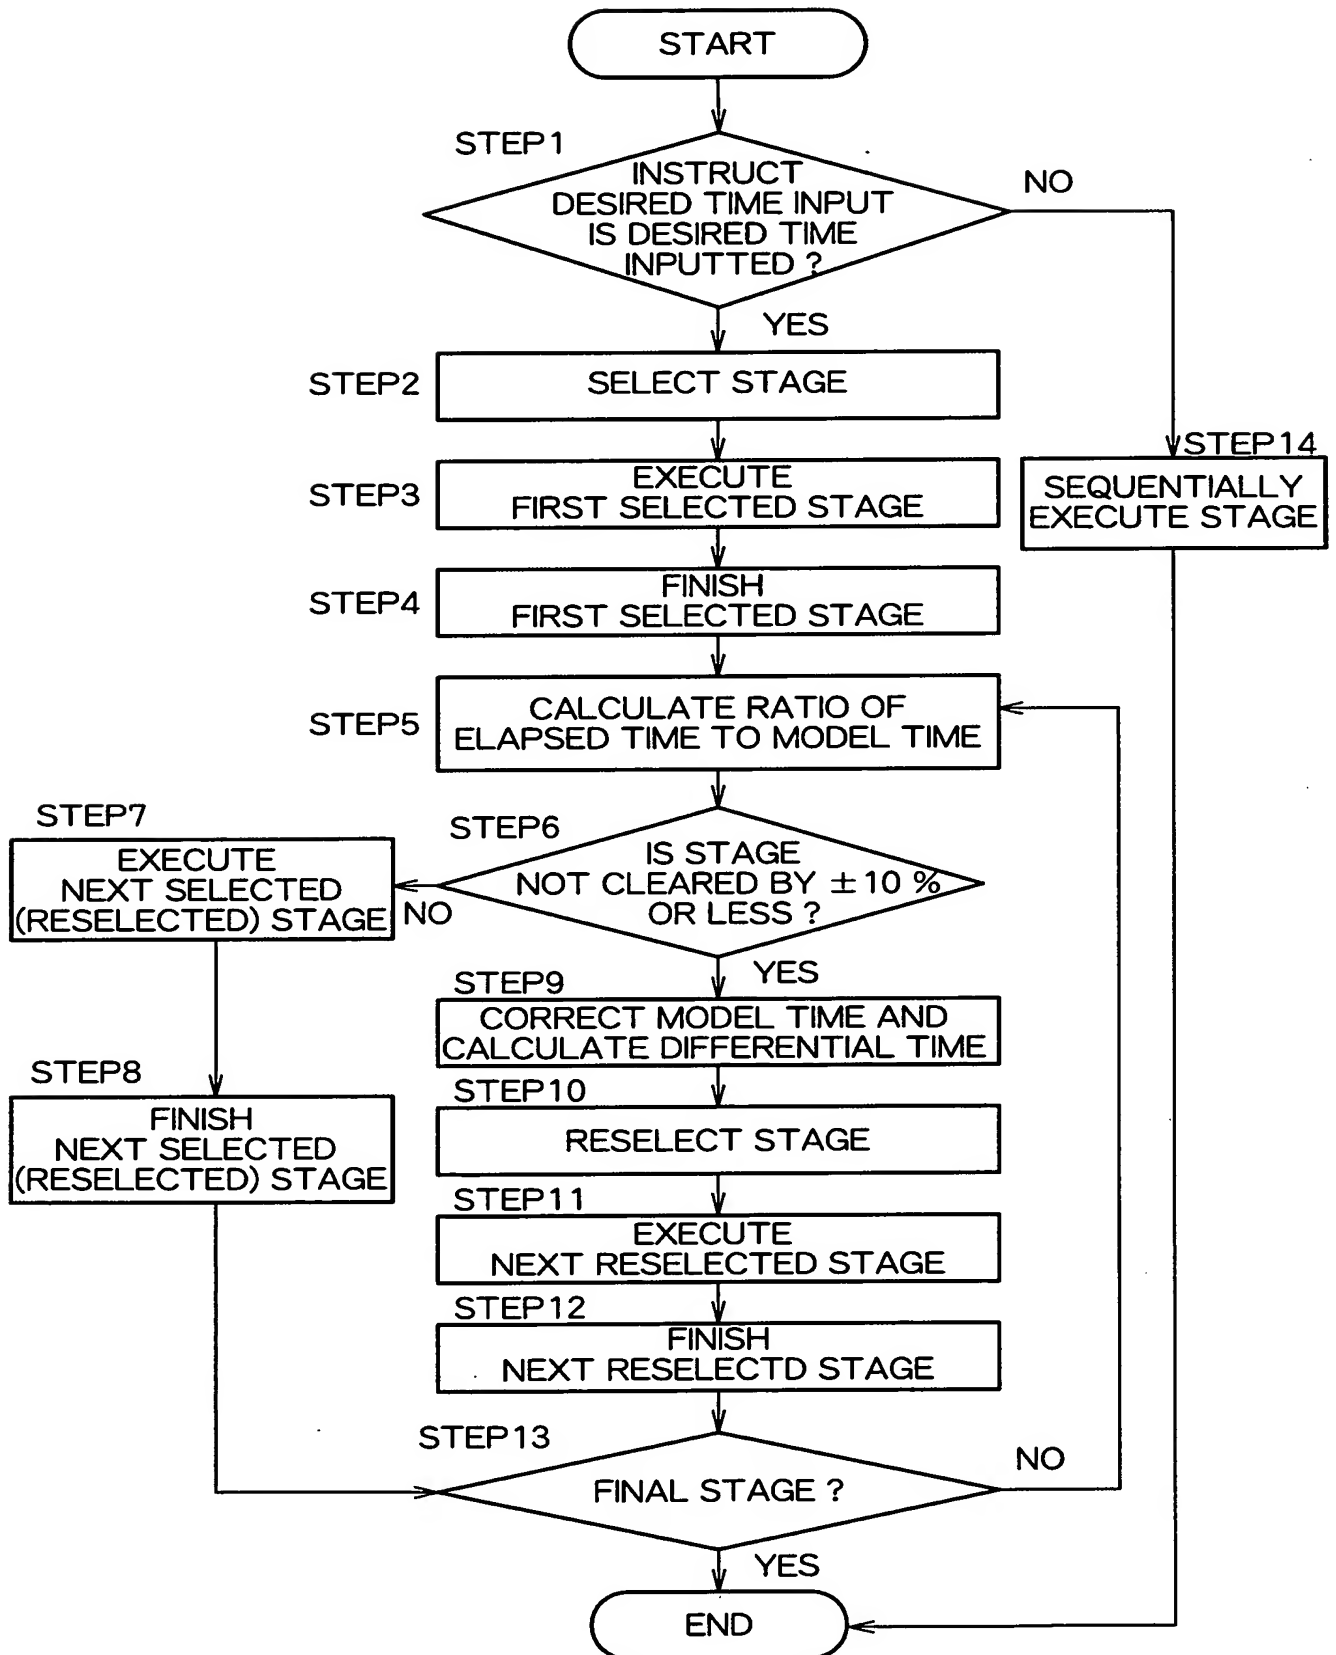 START
STEP1
INSTRUCT
DESIRED TIME INPUT
IS DESIRED TIME
INPUTTED ?
NO
YES
STEP2
SELECT STAGE
STEP14
SEQUENTIALLY
EXECUTE STAGE
STEP3
EXECUTE
FIRST SELECTED STAGE
STEP4
FINISH
FIRST SELECTED STAGE
STEP5
CALCULATE RATIO OF
ELAPSED TIME TO MODEL TIME
STEP6
IS STAGE
NOT CLEARED BY ±10 %
OR LESS ?
NO
YES
STEP7
EXECUTE
NEXT SELECTED
(RESELECTED) STAGE
STEP8
FINISH
NEXT SELECTED
(RESELECTED) STAGE
STEP9
CORRECT MODEL TIME AND
CALCULATE DIFFERENTIAL TIME
STEP10
RESELECT STAGE
STEP11
EXECUTE
NEXT RESELECTED STAGE
STEP12
FINISH
NEXT RESELECTD STAGE
STEP13
FINAL STAGE ?
NO
YES
END